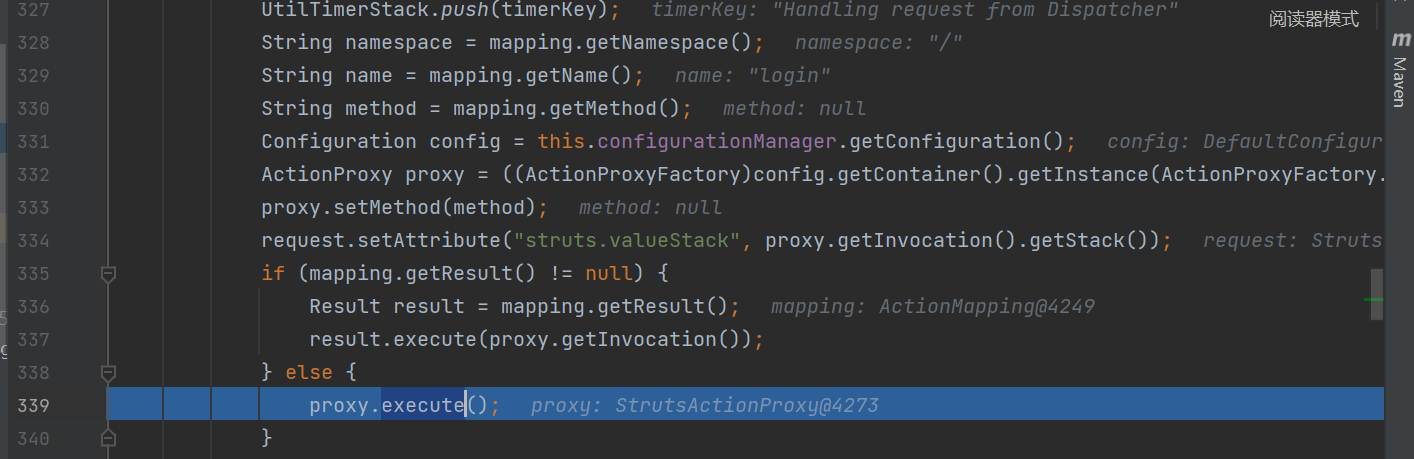 327 UtilTimerStack.push(timerKey); timerKey: "Handling request from Dispatcher"
阅读器模式
328 String namespace = mapping.getNamespace(); namespace: "/"
329 String name = mapping.getName(); name: "login"
330 String method = mapping.getMethod(); method: null
331 Configuration config = this.configurationManager.getConfiguration(); config: DefaultConfigur
332 ActionProxy proxy = ((ActionProxyFactory)config.getContainer().getInstance(ActionProxyFactory.
333 proxy.setMethod(method); method: null
334 request.setAttribute("struts.valueStack", proxy.getInvocation().getStack()); request: Struts
335 if (mapping.getResult() != null) {
336 Result result = mapping.getResult(); mapping: ActionMapping@4249
337 result.execute(proxy.getInvocation());
338 } else {
339 proxy.execute(); proxy: StrutsActionProxy@4273
340 }
m Maven